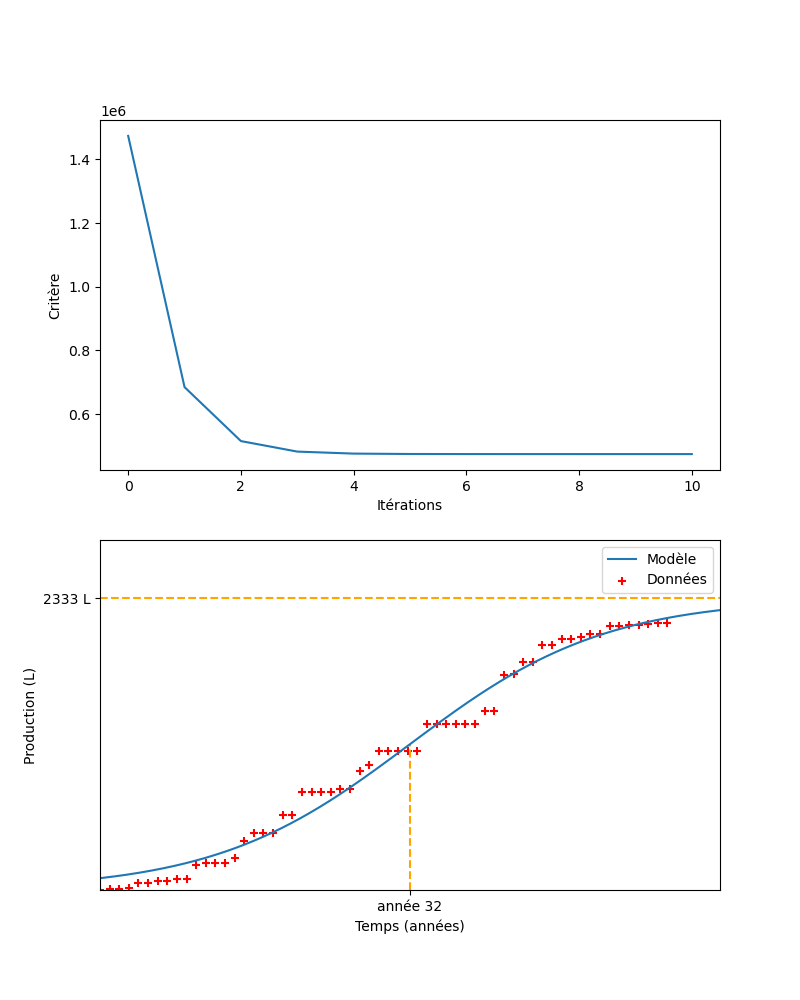 1e6
1.4
1.2
1.0
0.8
0.6
Critère
0 2 4 6 8 10
Itérations
Modèle
Données
2333 L
Production (L)
année 32
Temps (années)